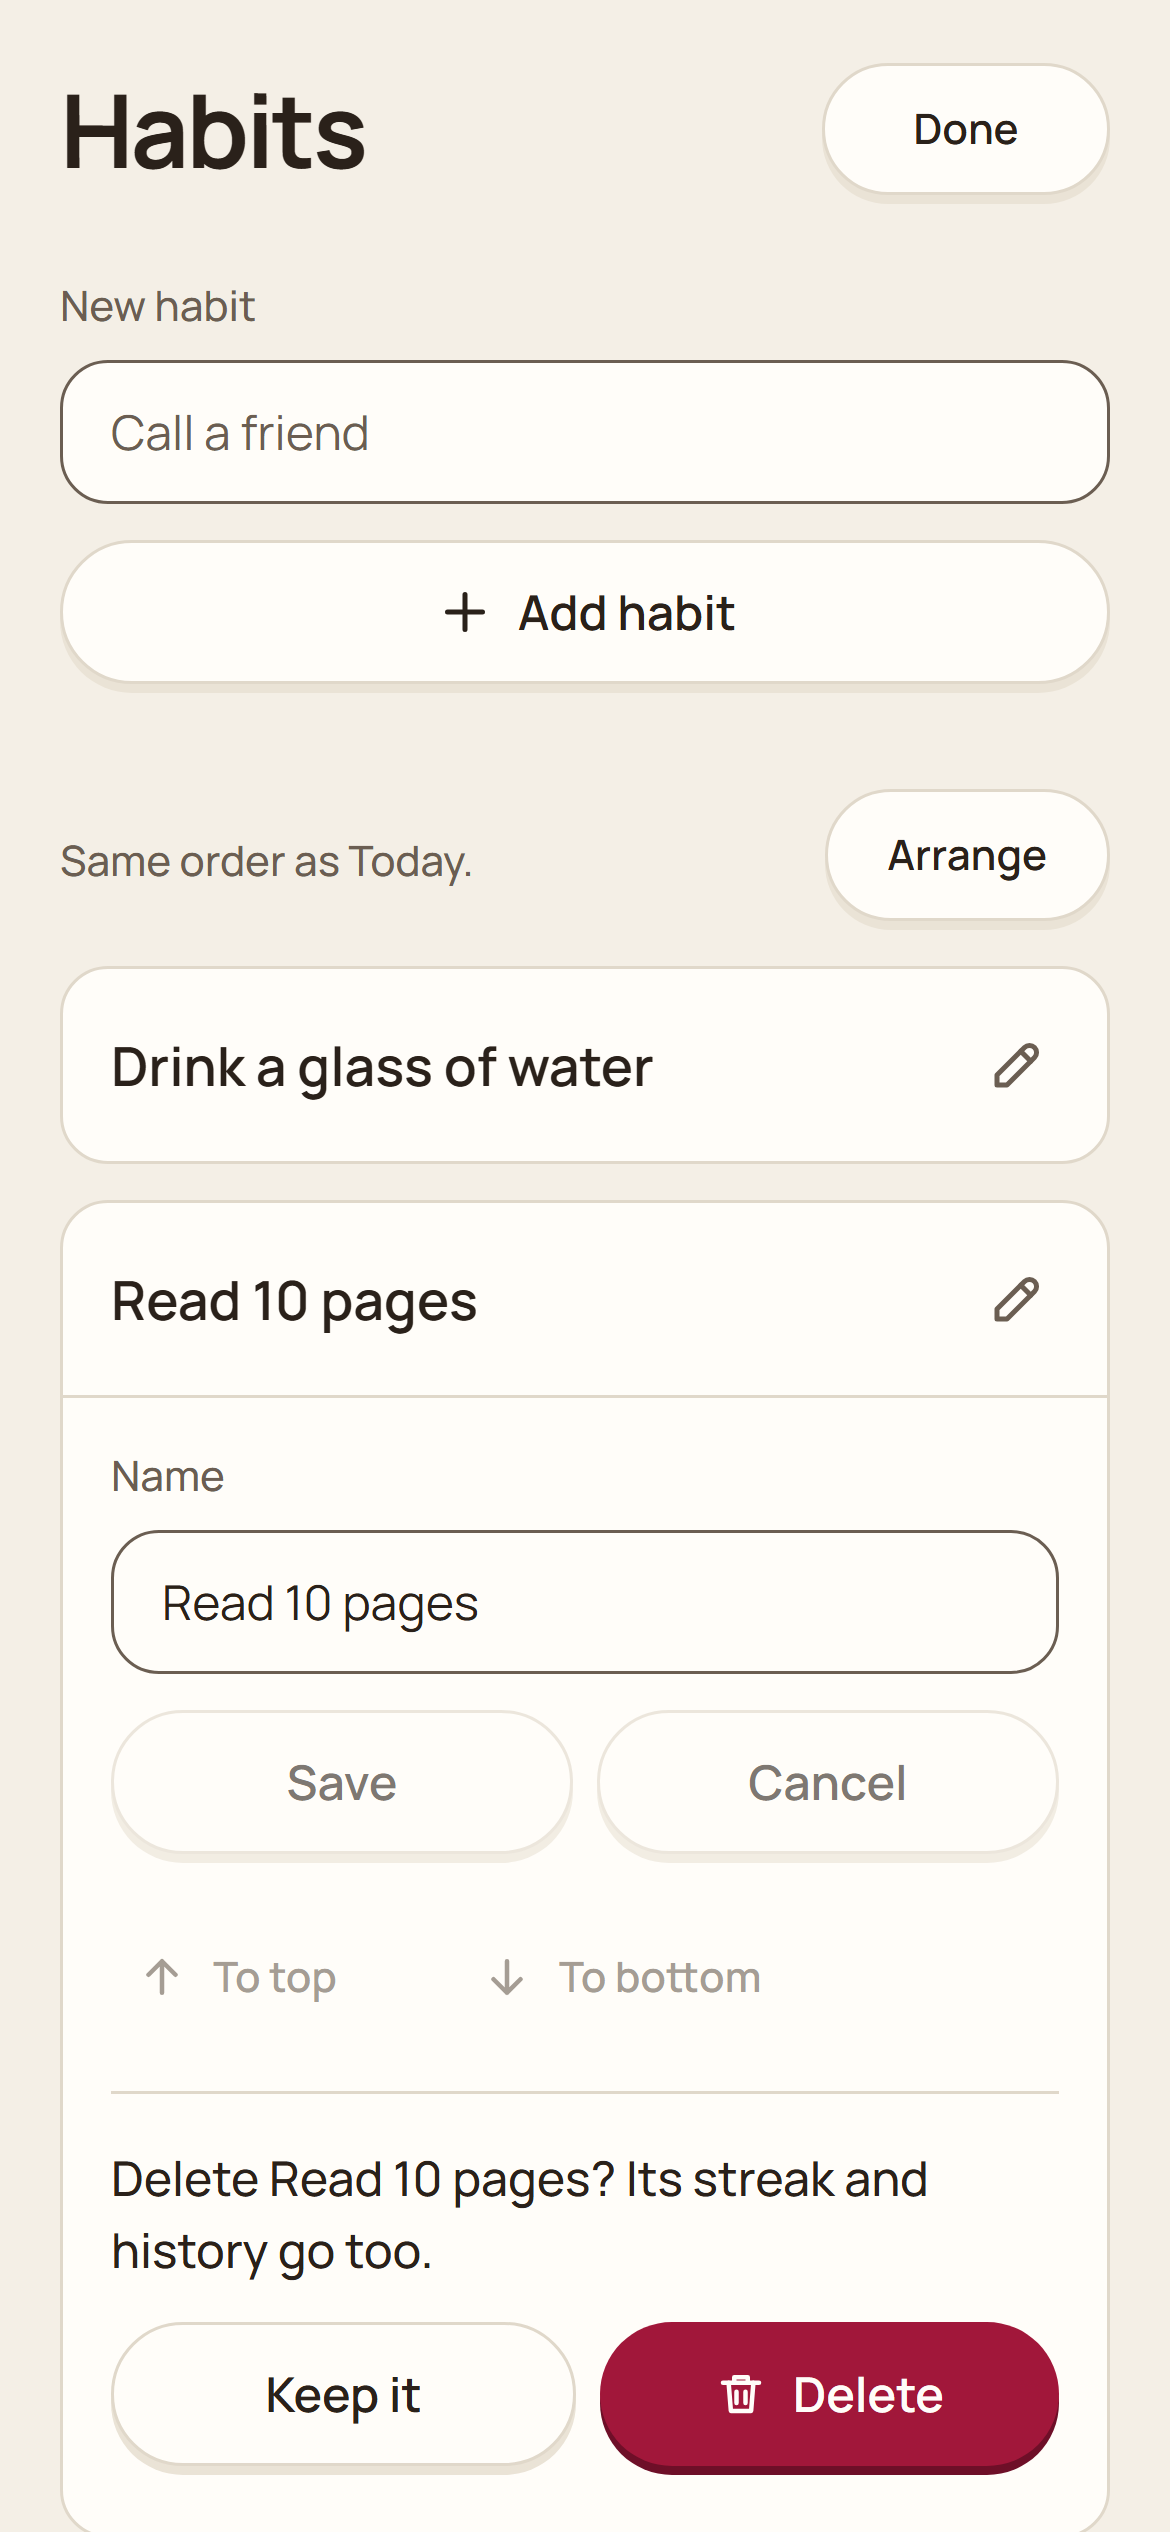 Habits
Done
New habit
Call a friend
Add habit
Same order as Today.
Arrange
Drink a glass of water
Read 10 pages
Name
Read 10 pages
Save
Cancel
To top
To bottom
Delete Read 10 pages? Its streak and
history go too.
Keep it
Delete